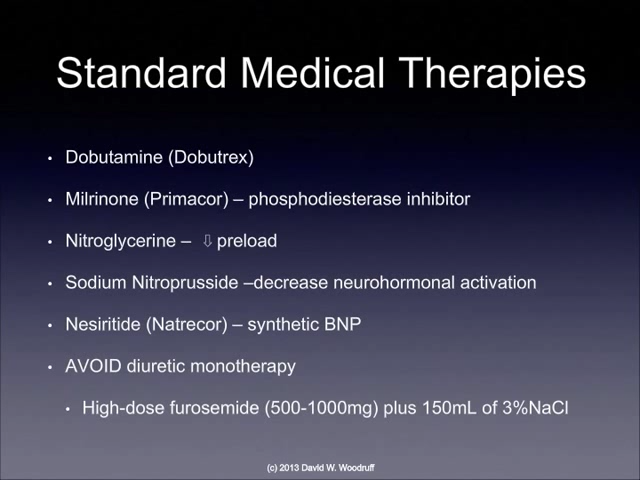 Standard Medical Therapies
• Dobutamine (Dobutrex)
• Milrinone (Primacor) – phosphodiesterase inhibitor
• Nitroglycerine – ⇩ preload
• Sodium Nitroprusside –decrease neurohormonal activation
• Nesiritide (Natrecor) – synthetic BNP
• AVOID diuretic monotherapy
• High-dose furosemide (500-1000mg) plus 150mL of 3%NaCl
(c) 2013 David W. Woodruff